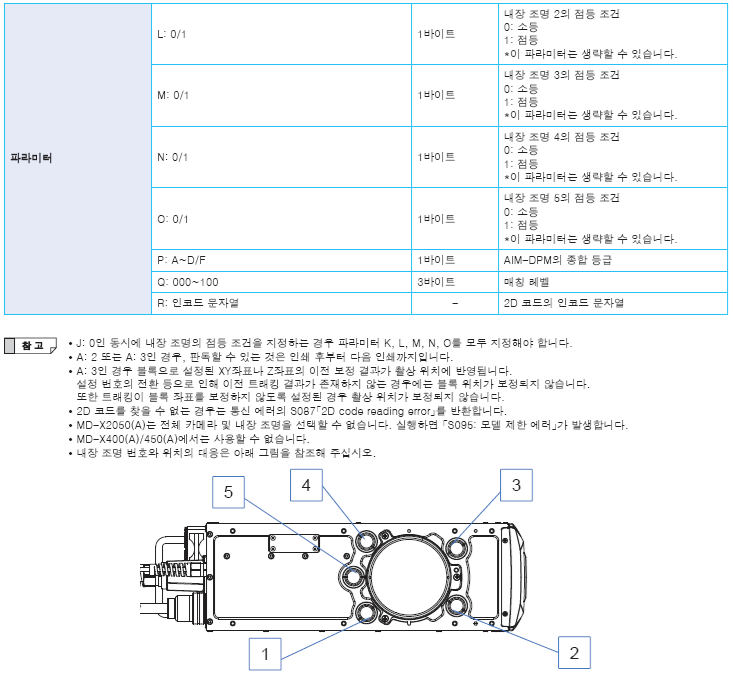 파라미터
L: 0/1
1바이트
내장 조명 2의 점등 조건
0: 소등
1: 점등
*이 파라미터는 생략할 수 있습니다.
M: 0/1
1바이트
내장 조명 3의 점등 조건
0: 소등
1: 점등
*이 파라미터는 생략할 수 있습니다.
N: 0/1
1바이트
내장 조명 4의 점등 조건
0: 소등
1: 점등
*이 파라미터는 생략할 수 있습니다.
O: 0/1
1바이트
내장 조명 5의 점등 조건
0: 소등
1: 점등
*이 파라미터는 생략할 수 있습니다.
P: A~D/F
1바이트
AIM-DPM의 종합 등급
Q: 000~100
3바이트
매칭 레벨
R: 인코드 문자열
-
2D 코드의 인코드 문자열
참고
• J: 0인 동시에 내장 조명의 점등 조건을 지정하는 경우 파라미터 K, L, M, N, O를 모두 지정해야 합니다.
• A: 2 또는 A: 3인 경우, 판독할 수 있는 것은 인쇄 후부터 다음 인쇄까지입니다.
• A: 3인 경우 블록으로 설정된 XY좌표나 Z좌표의 이전 보정 결과가 촬상 위치에 반영됩니다.
설정 번호의 전환 등으로 인해 이전 트래킹 결과가 존재하지 않는 경우에는 블록 위치가 보정되지 않습니다.
또한 트래킹이 블록 좌표를 보정하지 않도록 설정된 경우 촬상 위치가 보정되지 않습니다.
• 2D 코드를 찾을 수 없는 경우는 통신 에러의 S087「2D code reading error」를 반환합니다.
• MD-X2050(A)는 전체 카메라 및 내장 조명을 선택할 수 없습니다. 실행하면 「S095: 모델 제한 에러」가 발생합니다.
• MD-X400(A)/450(A)에서는 사용할 수 없습니다.
• 내장 조명 번호와 위치의 대응은 아래 그림을 참조해 주십시오.
5
4
3
1
2